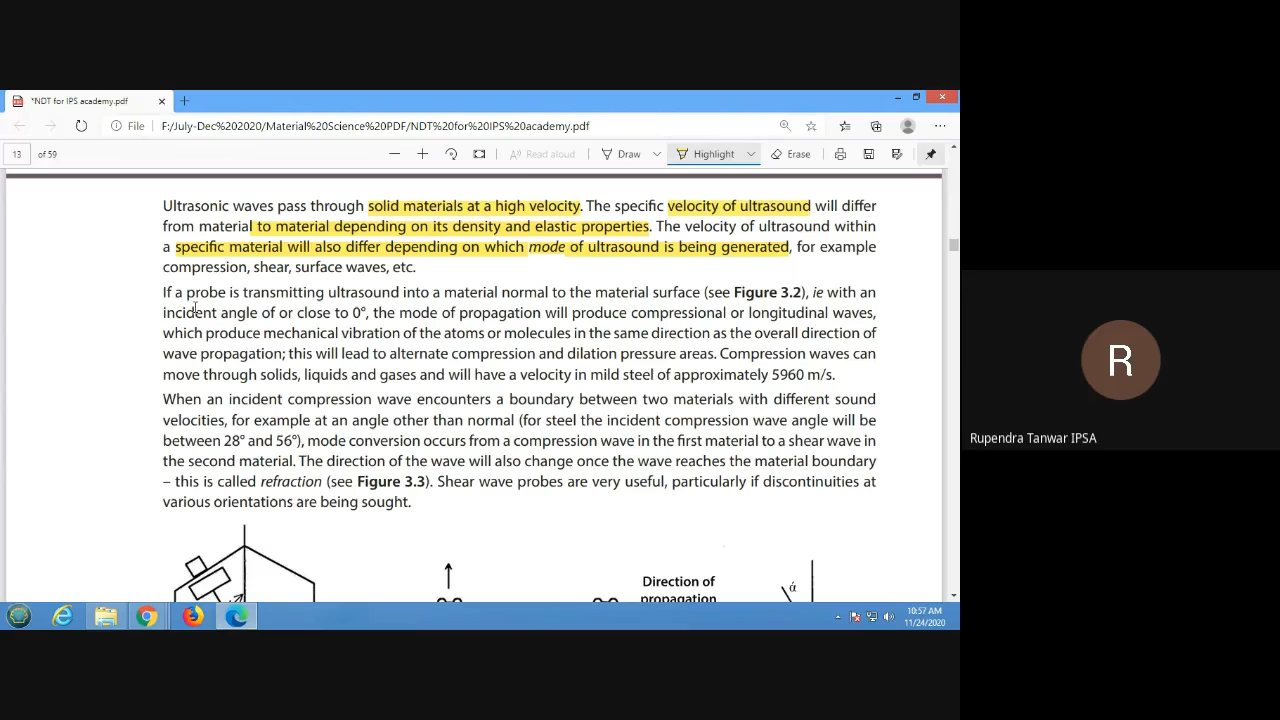 *NDT for IPS academy.pdf
File F:/July-Dec%202020/Material%20Science%20PDF/NDT%20for%20IPS%20academy.pdf
13 of 59 Read aloud Draw Highlight Erase
Ultrasonic waves pass through solid materials at a high velocity. The specific velocity of ultrasound will differ
from material to material depending on its density and elastic properties. The velocity of ultrasound within
a specific material will also differ depending on which mode of ultrasound is being generated, for example
compression, shear, surface waves, etc.
If a probe is transmitting ultrasound into a material normal to the material surface (see Figure 3.2), ie with an
incident angle of or close to 0°, the mode of propagation will produce compressional or longitudinal waves,
which produce mechanical vibration of the atoms or molecules in the same direction as the overall direction of
wave propagation; this will lead to alternate compression and dilation pressure areas. Compression waves can
move through solids, liquids and gases and will have a velocity in mild steel of approximately 5960 m/s.
When an incident compression wave encounters a boundary between two materials with different sound
velocities, for example at an angle other than normal (for steel the incident compression wave angle will be
between 28° and 56°), mode conversion occurs from a compression wave in the first material to a shear wave in
the second material. The direction of the wave will also change once the wave reaches the material boundary
– this is called refraction (see Figure 3.3). Shear wave probes are very useful, particularly if discontinuities at
various orientations are being sought.
Direction of
propagation
ά
10:57 AM
11/24/2020
R
Rupendra Tanwar IPSA